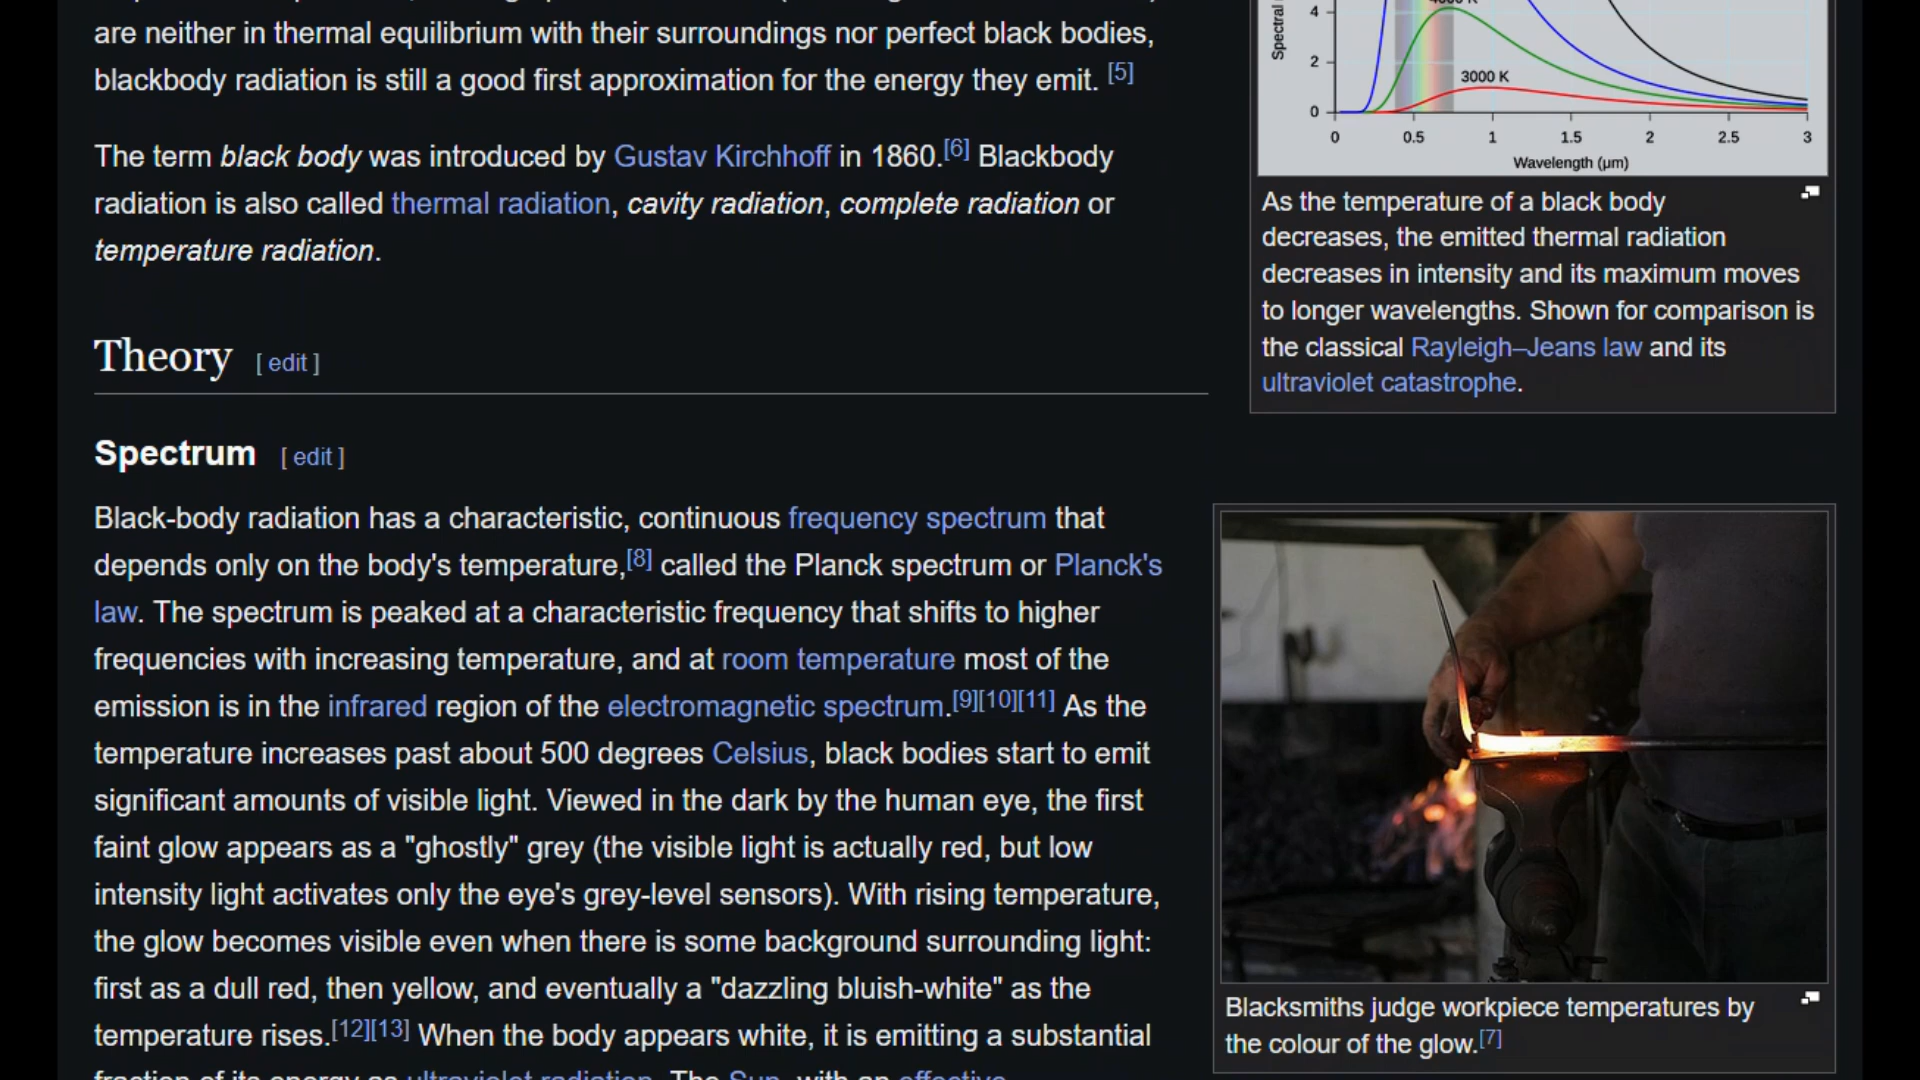 are neither in thermal equilibrium with their surroundings nor perfect black bodies,
blackbody radiation is still a good first approximation for the energy they emit. [5]
The term black body was introduced by Gustav Kirchhoff in 1860.[6] Blackbody
radiation is also called thermal radiation, cavity radiation, complete radiation or
temperature radiation.
Theory [ edit ]
Spectrum [ edit ]
Black-body radiation has a characteristic, continuous frequency spectrum that
depends only on the body's temperature,[8] called the Planck spectrum or Planck's
law. The spectrum is peaked at a characteristic frequency that shifts to higher
frequencies with increasing temperature, and at room temperature most of the
emission is in the infrared region of the electromagnetic spectrum.[9][10][11] As the
temperature increases past about 500 degrees Celsius, black bodies start to emit
significant amounts of visible light. Viewed in the dark by the human eye, the first
faint glow appears as a "ghostly" grey (the visible light is actually red, but low
intensity light activates only the eye's grey-level sensors). With rising temperature,
the glow becomes visible even when there is some background surrounding light:
first as a dull red, then yellow, and eventually a "dazzling bluish-white" as the
temperature rises.[12][13] When the body appears white, it is emitting a substantial
fraction of its energy as ultraviolet radiation. The Sun, with an effective
Spectral
4
2
0
3000 K
0 0.5 1 1.5 2 2.5 3
Wavelength (μm)
As the temperature of a black body
decreases, the emitted thermal radiation
decreases in intensity and its maximum moves
to longer wavelengths. Shown for comparison is
the classical Rayleigh–Jeans law and its
ultraviolet catastrophe.
Blacksmiths judge workpiece temperatures by
the colour of the glow.[7]